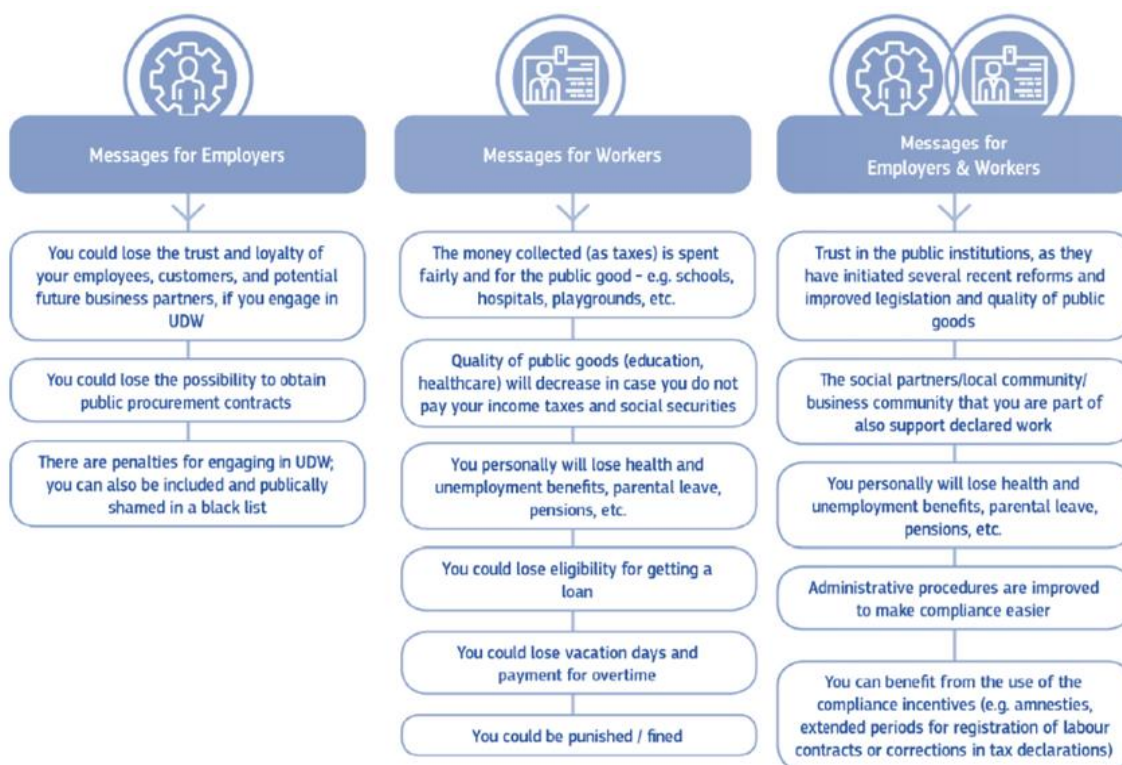 Messages for Employers
You could lose the trust and loyalty of
your employees, customers, and potential
future business partners, if you engage in
UDW
You could lose the possibility to obtain
public procurement contracts
There are penalties for engaging in UDW;
you can also be included and publically
shamed in a black list
Messages for Workers
The money collected (as taxes) is spent
fairly and for the public good - e.g. schools,
hospitals, playgrounds, etc.
Quality of public goods (education,
healthcare) will decrease in case you do not
pay your income taxes and social securities
You personally will lose health and
unemployment benefits, parental leave,
pensions, etc.
You could lose eligibility for getting a
loan
You could lose vacation days and
payment for overtime
You could be punished / fined
Messages for
Employers & Workers
Trust in the public institutions, as they
have initiated several recent reforms and
improved legislation and quality of public
goods
The social partners/local community/
business community that you are part of
also support declared work
You personally will lose health and
unemployment benefits, parental leave,
pensions, etc.
Administrative procedures are improved
to make compliance easier
You can benefit from the use of the
compliance incentives (e.g. amnesties,
extended periods for registration of labour
contracts or corrections in tax declarations)